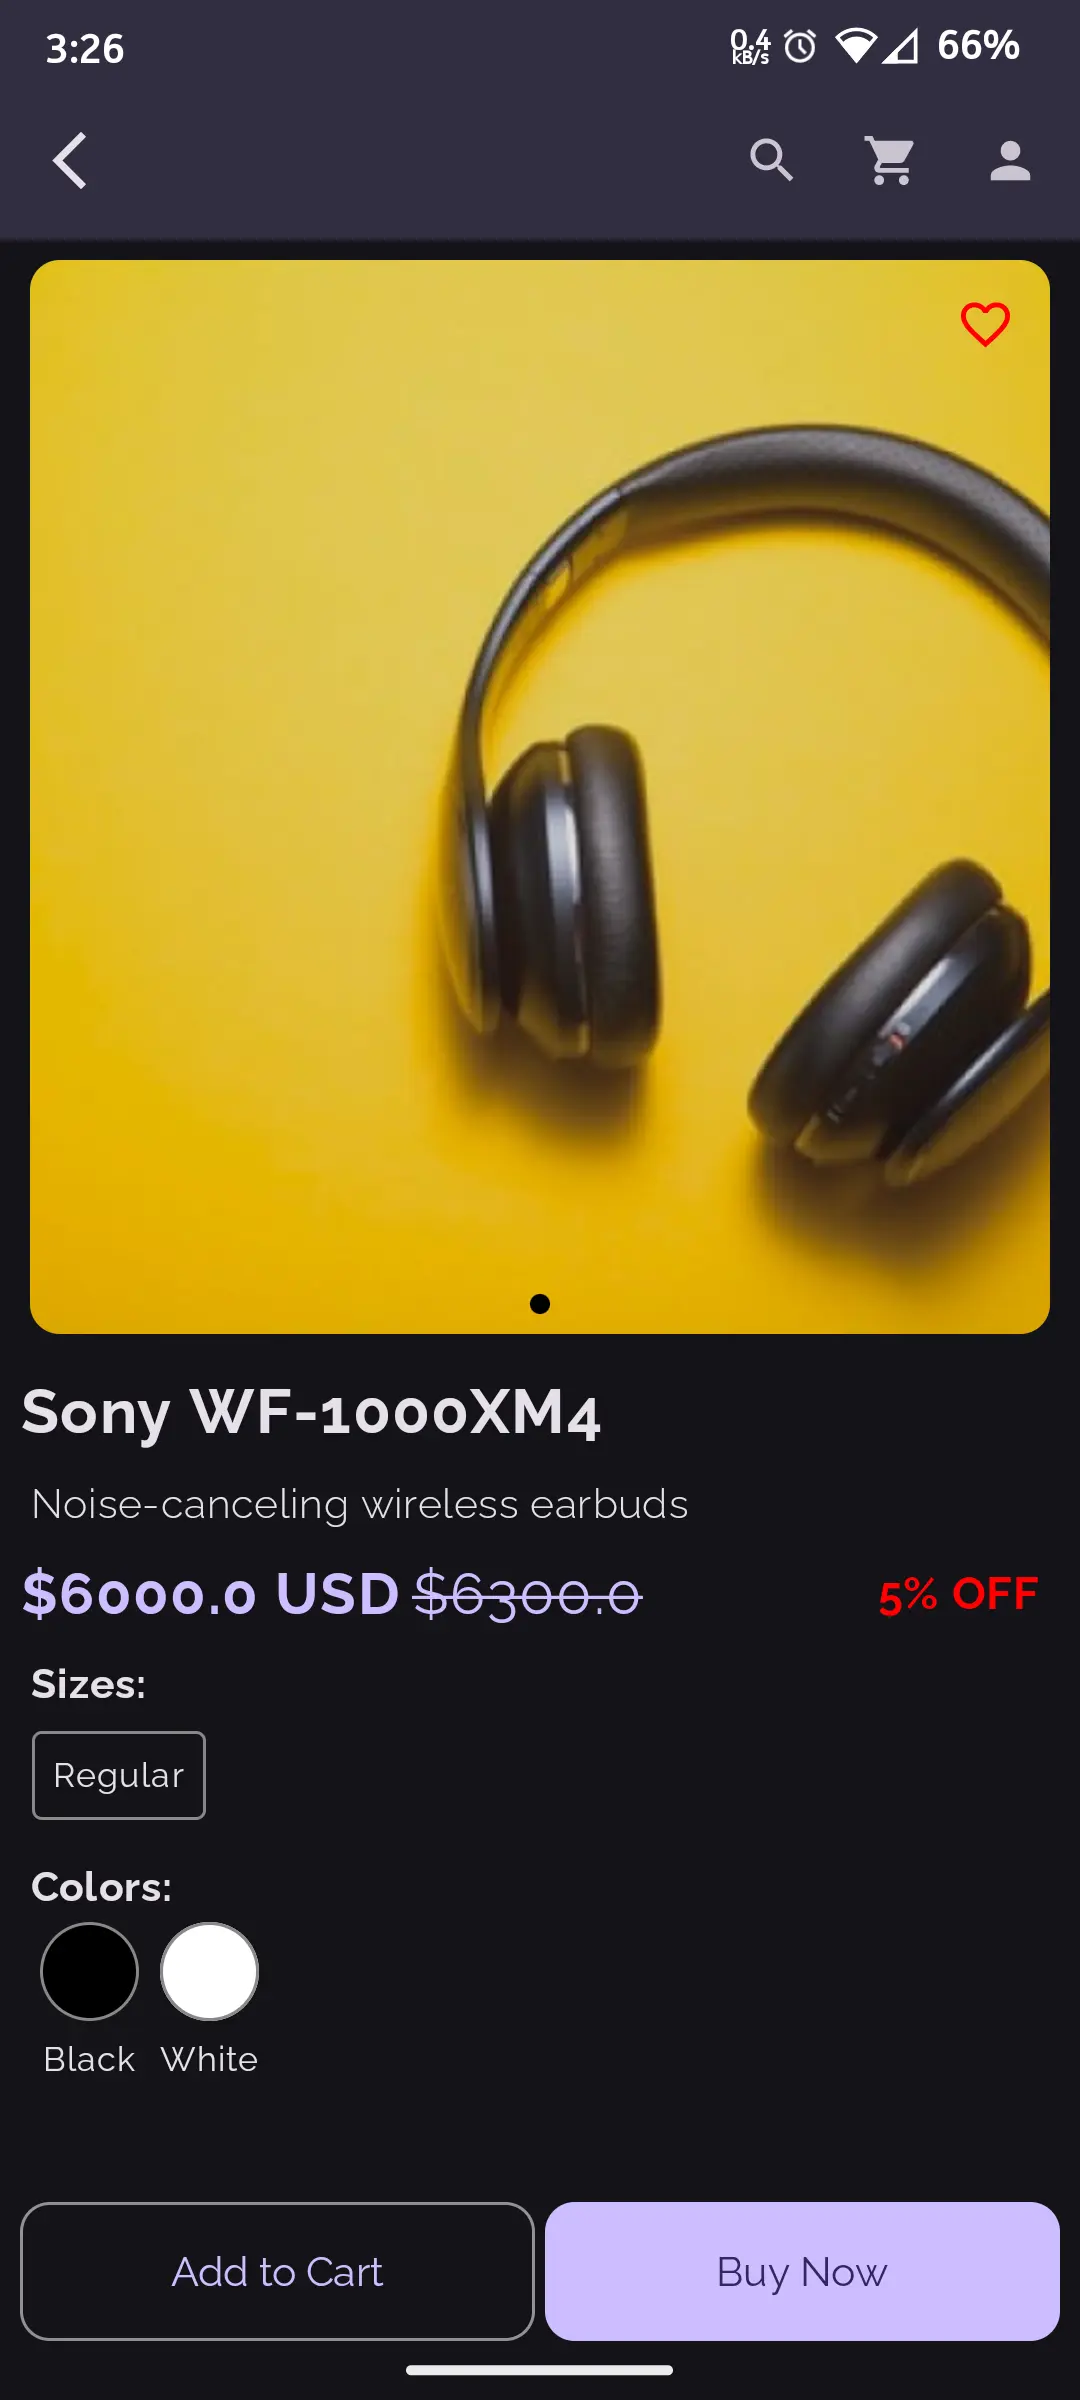 3:26
0.4 kB/s 66%
Sony WF-1000XM4
Noise-canceling wireless earbuds
$6000.0 USD $6300.0 5% OFF
Sizes:
Regular
Colors:
Black White
Add to Cart Buy Now